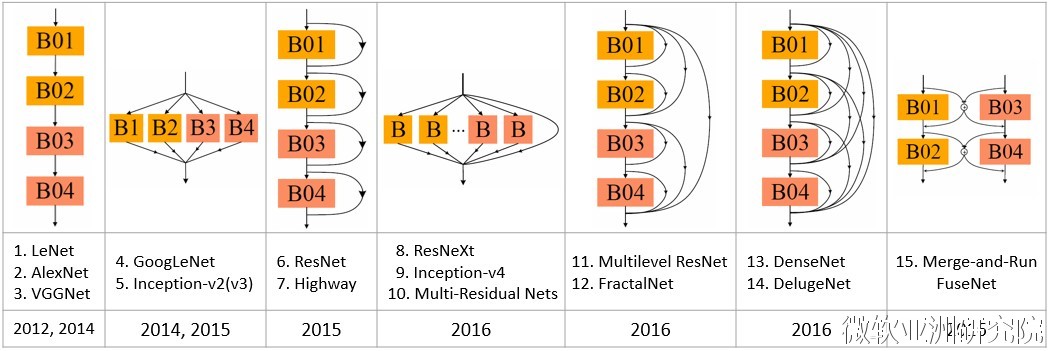 B01
B02
B03
B04
B1 B2 B3 B4
B01
B02
B03
B04
B B ... B B
B01
B02
B03
B04
B01
B02
B03
B04
B01 B03
B02 B04
1. LeNet
2. AlexNet
3. VGGNet
4. GoogLeNet
5. Inception-v2(v3)
6. ResNet
7. Highway
8. ResNeXt
9. Inception-v4
10. Multi-Residual Nets
11. Multilevel ResNet
12. FractalNet
13. DenseNet
14. DelugeNet
15. Merge-and-Run
FuseNet
2012, 2014
2014, 2015
2015
2016
2016
2016
微软亚洲研究院